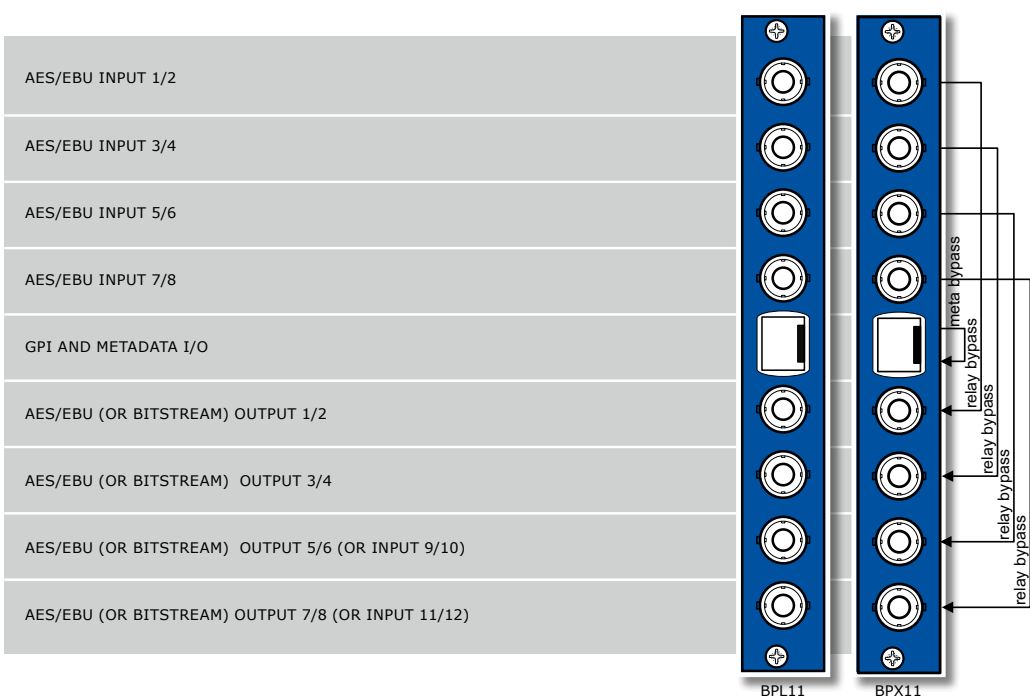 AES/EBU INPUT 1/2
AES/EBU INPUT 3/4
AES/EBU INPUT 5/6
AES/EBU INPUT 7/8
GPI AND METADATA I/O
AES/EBU (OR BITSTREAM) OUTPUT 1/2
AES/EBU (OR BITSTREAM)  OUTPUT 3/4
AES/EBU (OR BITSTREAM)  OUTPUT 5/6 (OR INPUT 9/10)
AES/EBU (OR BITSTREAM) OUTPUT 7/8 (OR INPUT 11/12)
meta bypass
relay bypass
relay bypass
relay bypass
relay bypass
BPL11
BPX11